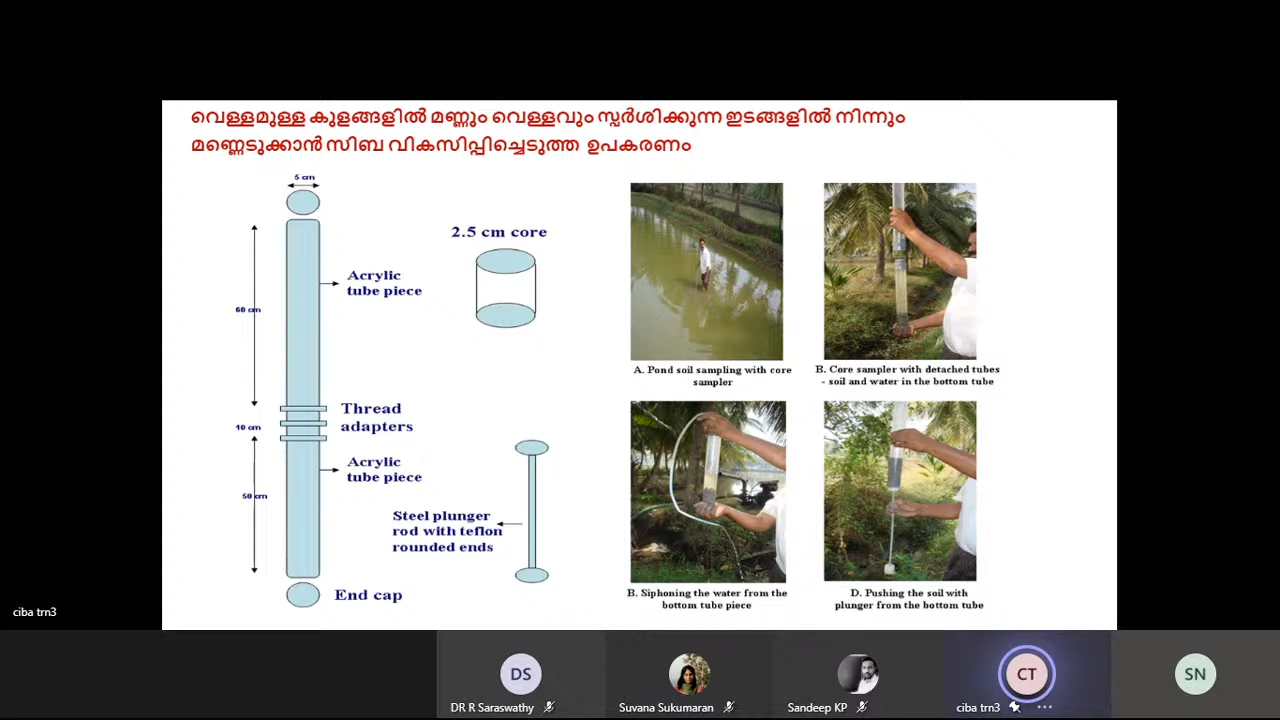 വെള്ളമുള്ള കുളങ്ങളിൽ മണ്ണും വെള്ളവും സ്പർശിക്കുന്ന ഇടങ്ങളിൽ നിന്നും
മണ്ണെടുക്കാൻ സിബ വികസിപ്പിച്ചെടുത്ത ഉപകരണം
5 cm
2.5 cm core
Acrylic
tube piece
60 cm
Thread
adapters
10 cm
Acrylic
tube piece
50 cm
Steel plunger
rod with teflon
rounded ends
End cap
A. Pond soil sampling with core
sampler
B. Core sampler with detached tubes
- soil and water in the bottom tube
B. Siphoning the water from the
bottom tube piece
D. Pushing the soil with
plunger from the bottom tube
ciba trn3
DS
DR R Saraswathy
Suvana Sukumaran
Sandeep KP
CT
ciba trn3
SN